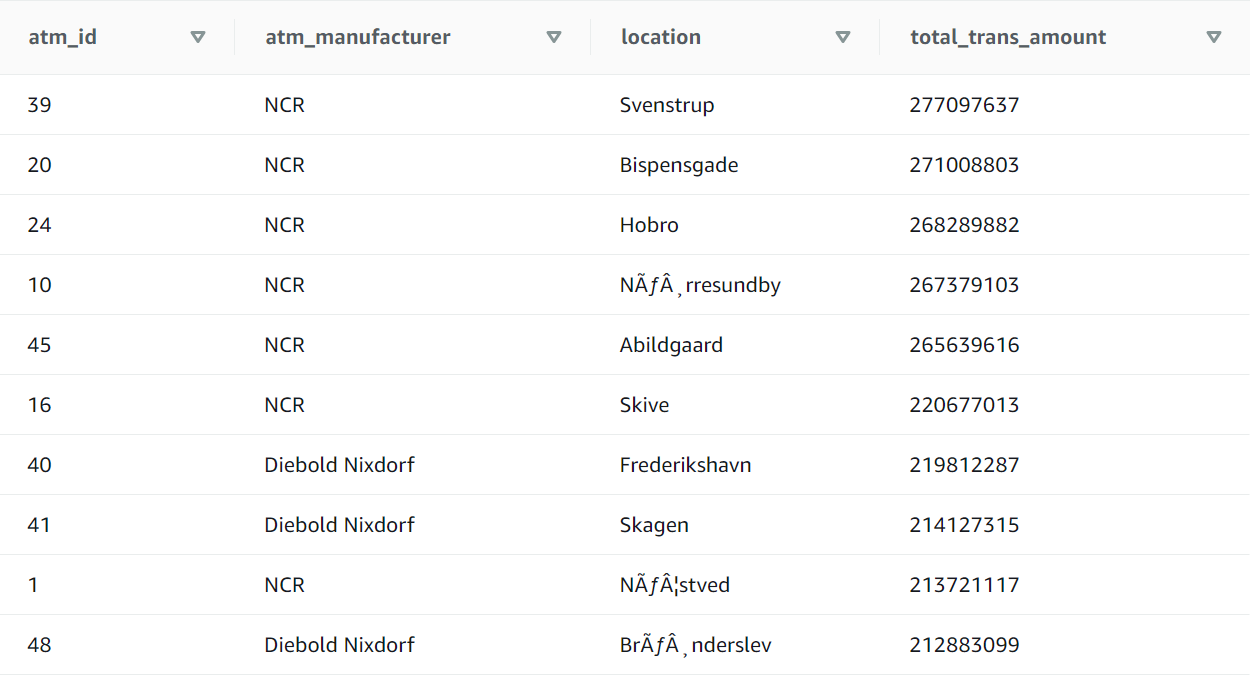 atm_id atm_manufacturer location total_trans_amount
39 NCR Svenstrup 277097637
20 NCR Bispensgade 271008803
24 NCR Hobro 268289882
10 NCR NÃƒÂ¸rresundby 267379103
45 NCR Abildgaard 265639616
16 NCR Skive 220677013
40 Diebold Nixdorf Frederikshavn 219812287
41 Diebold Nixdorf Skagen 214127315
1 NCR NÃƒÂ¦stved 213721117
48 Diebold Nixdorf BrÃƒÂ¸nderslev 212883099